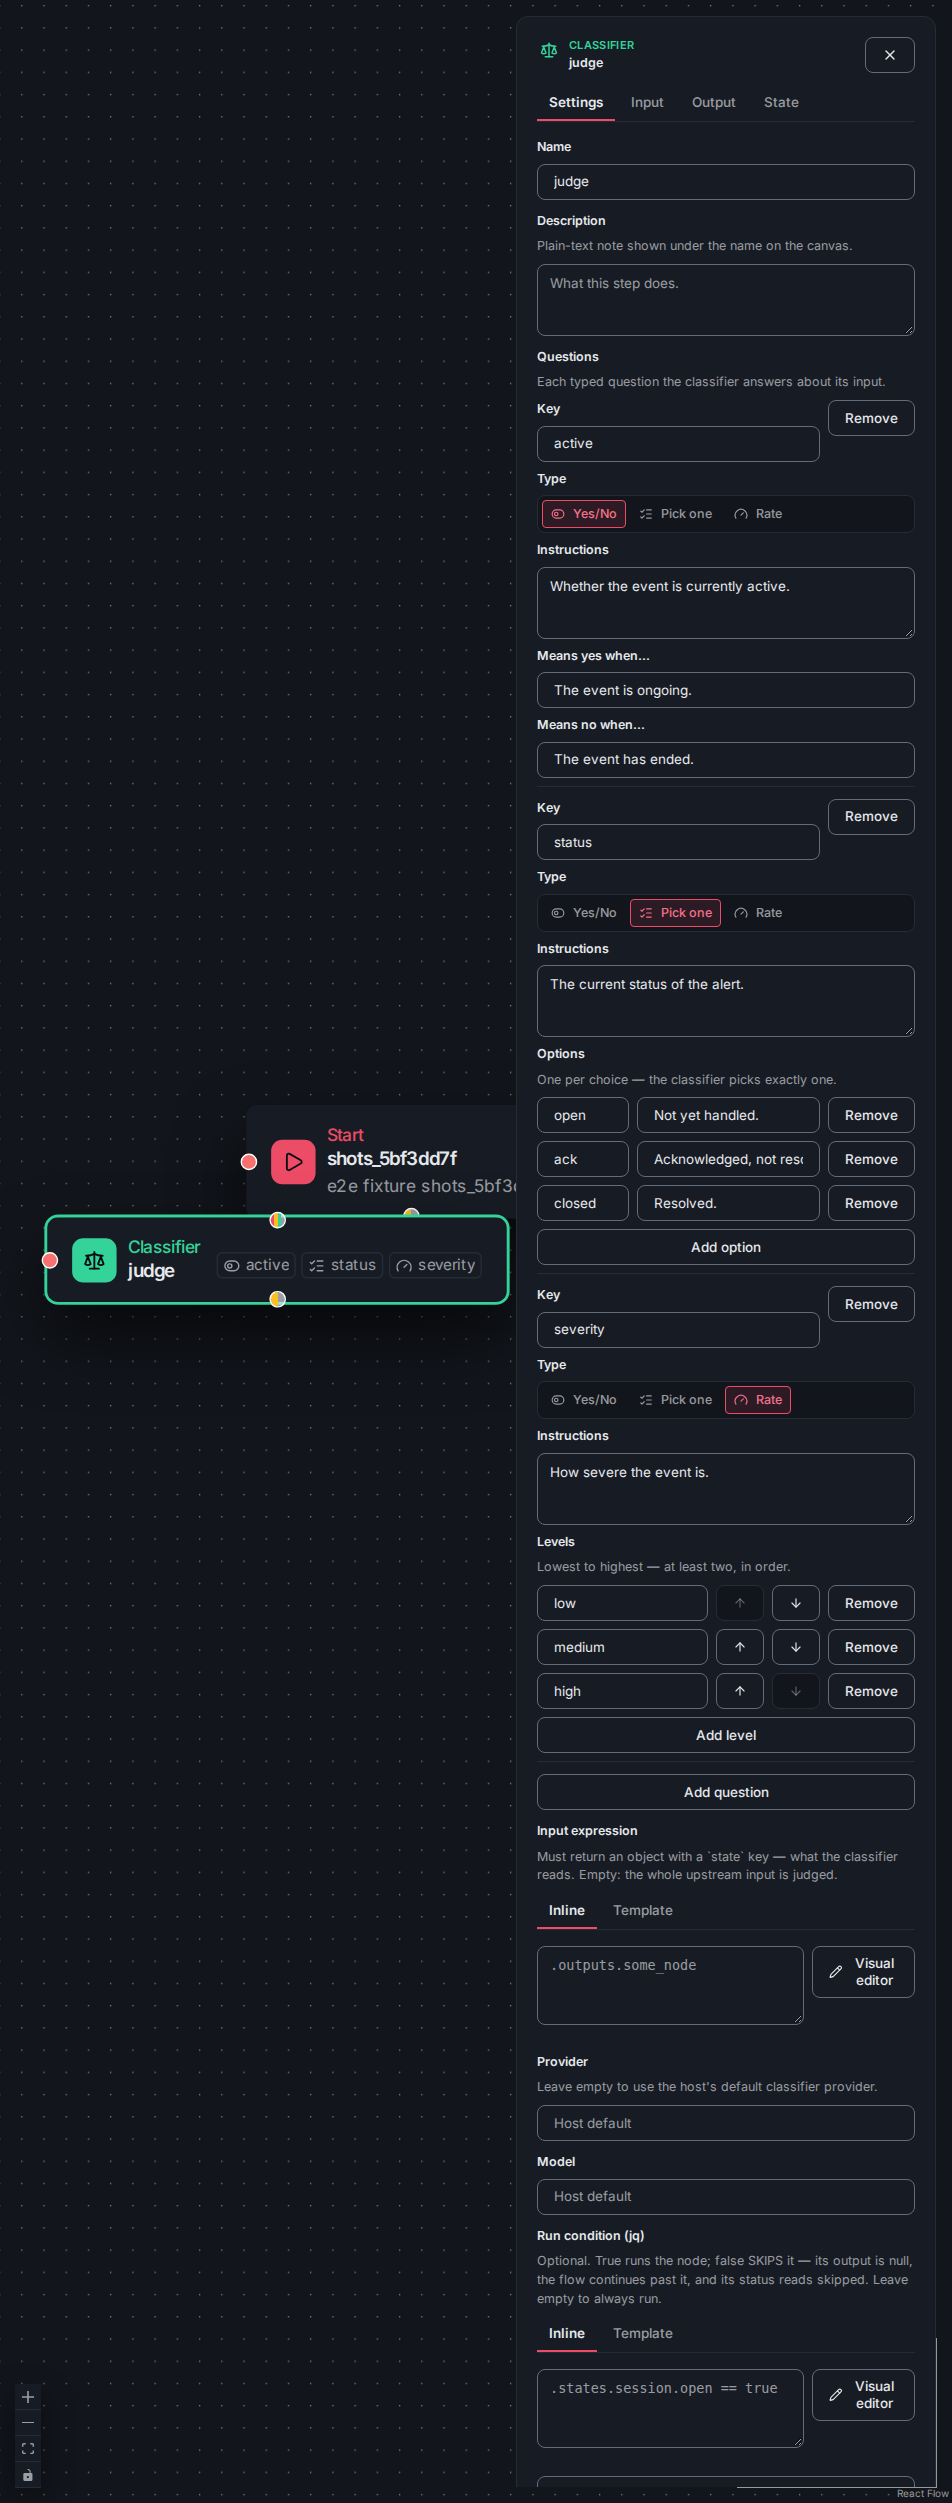 CLASSIFIER
judge
Settings
Input
Output
State
Name
judge
Description
Plain-text note shown under the name on the canvas.
What this step does.
Questions
Each typed question the classifier answers about its input.
Key
Remove
active
Type
Yes/No
Pick one
Rate
Instructions
Whether the event is currently active.
Means yes when...
The event is ongoing.
Means no when...
The event has ended.
Key
Remove
status
Type
Yes/No
Pick one
Rate
Instructions
The current status of the alert.
Options
One per choice — the classifier picks exactly one.
open
Not yet handled.
Remove
ack
Acknowledged, not reso
Remove
closed
Resolved.
Remove
Add option
Key
Remove
severity
Type
Yes/No
Pick one
Rate
Instructions
How severe the event is.
Levels
Lowest to highest — at least two, in order.
low
Remove
medium
Remove
high
Remove
Add level
Add question
Input expression
Must return an object with a `state` key — what the classifier
reads. Empty: the whole upstream input is judged.
Inline
Template
.outputs.some_node
Visual
editor
Provider
Leave empty to use the host's default classifier provider.
Host default
Model
Host default
Run condition (jq)
Optional. True runs the node; false SKIPS it — its output is null,
the flow continues past it, and its status reads skipped. Leave
empty to always run.
Inline
Template
.states.session.open == true
Visual
editor
Start
shots_5bf3dd7f
e2e fixture shots_5bf3d
Classifier
judge
active
status
severity
React Flow